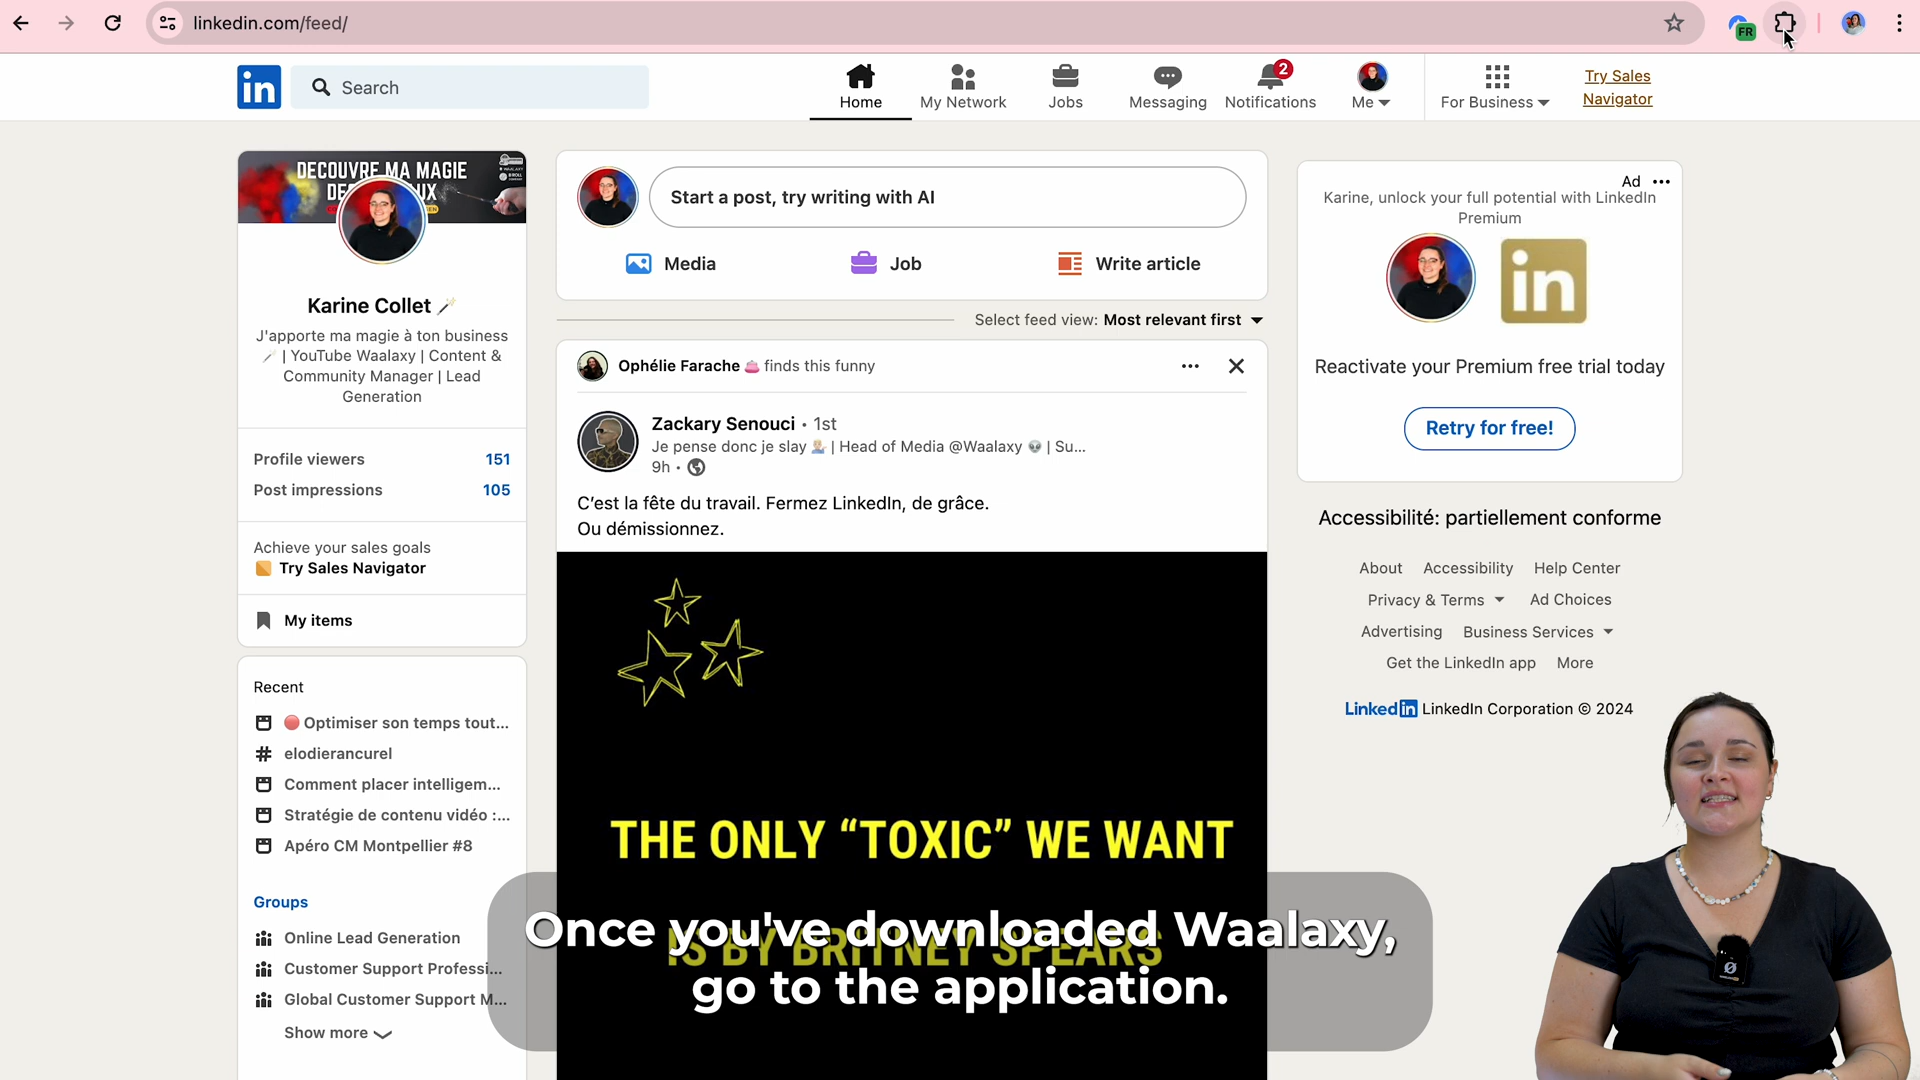 linkedin.com/feed/
FR
in
Search
Home
My Network
Jobs
Messaging
2
Notifications
Me
For Business
Try Sales
Navigator
DECOUVRE MA MAGIE
Karine Collet
J'apporte ma magie à ton business
| YouTube Waalaxy | Content &
Community Manager | Lead
Generation
Profile viewers 151
Post impressions 105
Achieve your sales goals
Try Sales Navigator
My items
Recent
Optimiser son temps tout...
# elodierancurel
Comment placer intelligem...
Stratégie de contenu vidéo :...
Apéro CM Montpellier #8
Groups
Online Lead Generation
Customer Support Professi...
Global Customer Support M...
Show more
Start a post, try writing with AI
Media
Job
Write article
Select feed view: Most relevant first
Ophélie Farache finds this funny
Zackary Senouci • 1st
Je pense donc je slay | Head of Media @Waalaxy | Su...
9h •
C’est la fête du travail. Fermez LinkedIn, de grâce.
Ou démissionnez.
THE ONLY “TOXIC” WE WANT
IS BY BRITNEY SPEARS
Once you've downloaded Waalaxy,
go to the application.
Ad
Karine, unlock your full potential with LinkedIn
Premium
in
Reactivate your Premium free trial today
Retry for free!
Accessibilité: partiellement conforme
About Accessibility Help Center
Privacy & Terms Ad Choices
Advertising Business Services
Get the LinkedIn app More
Linkedin LinkedIn Corporation © 2024